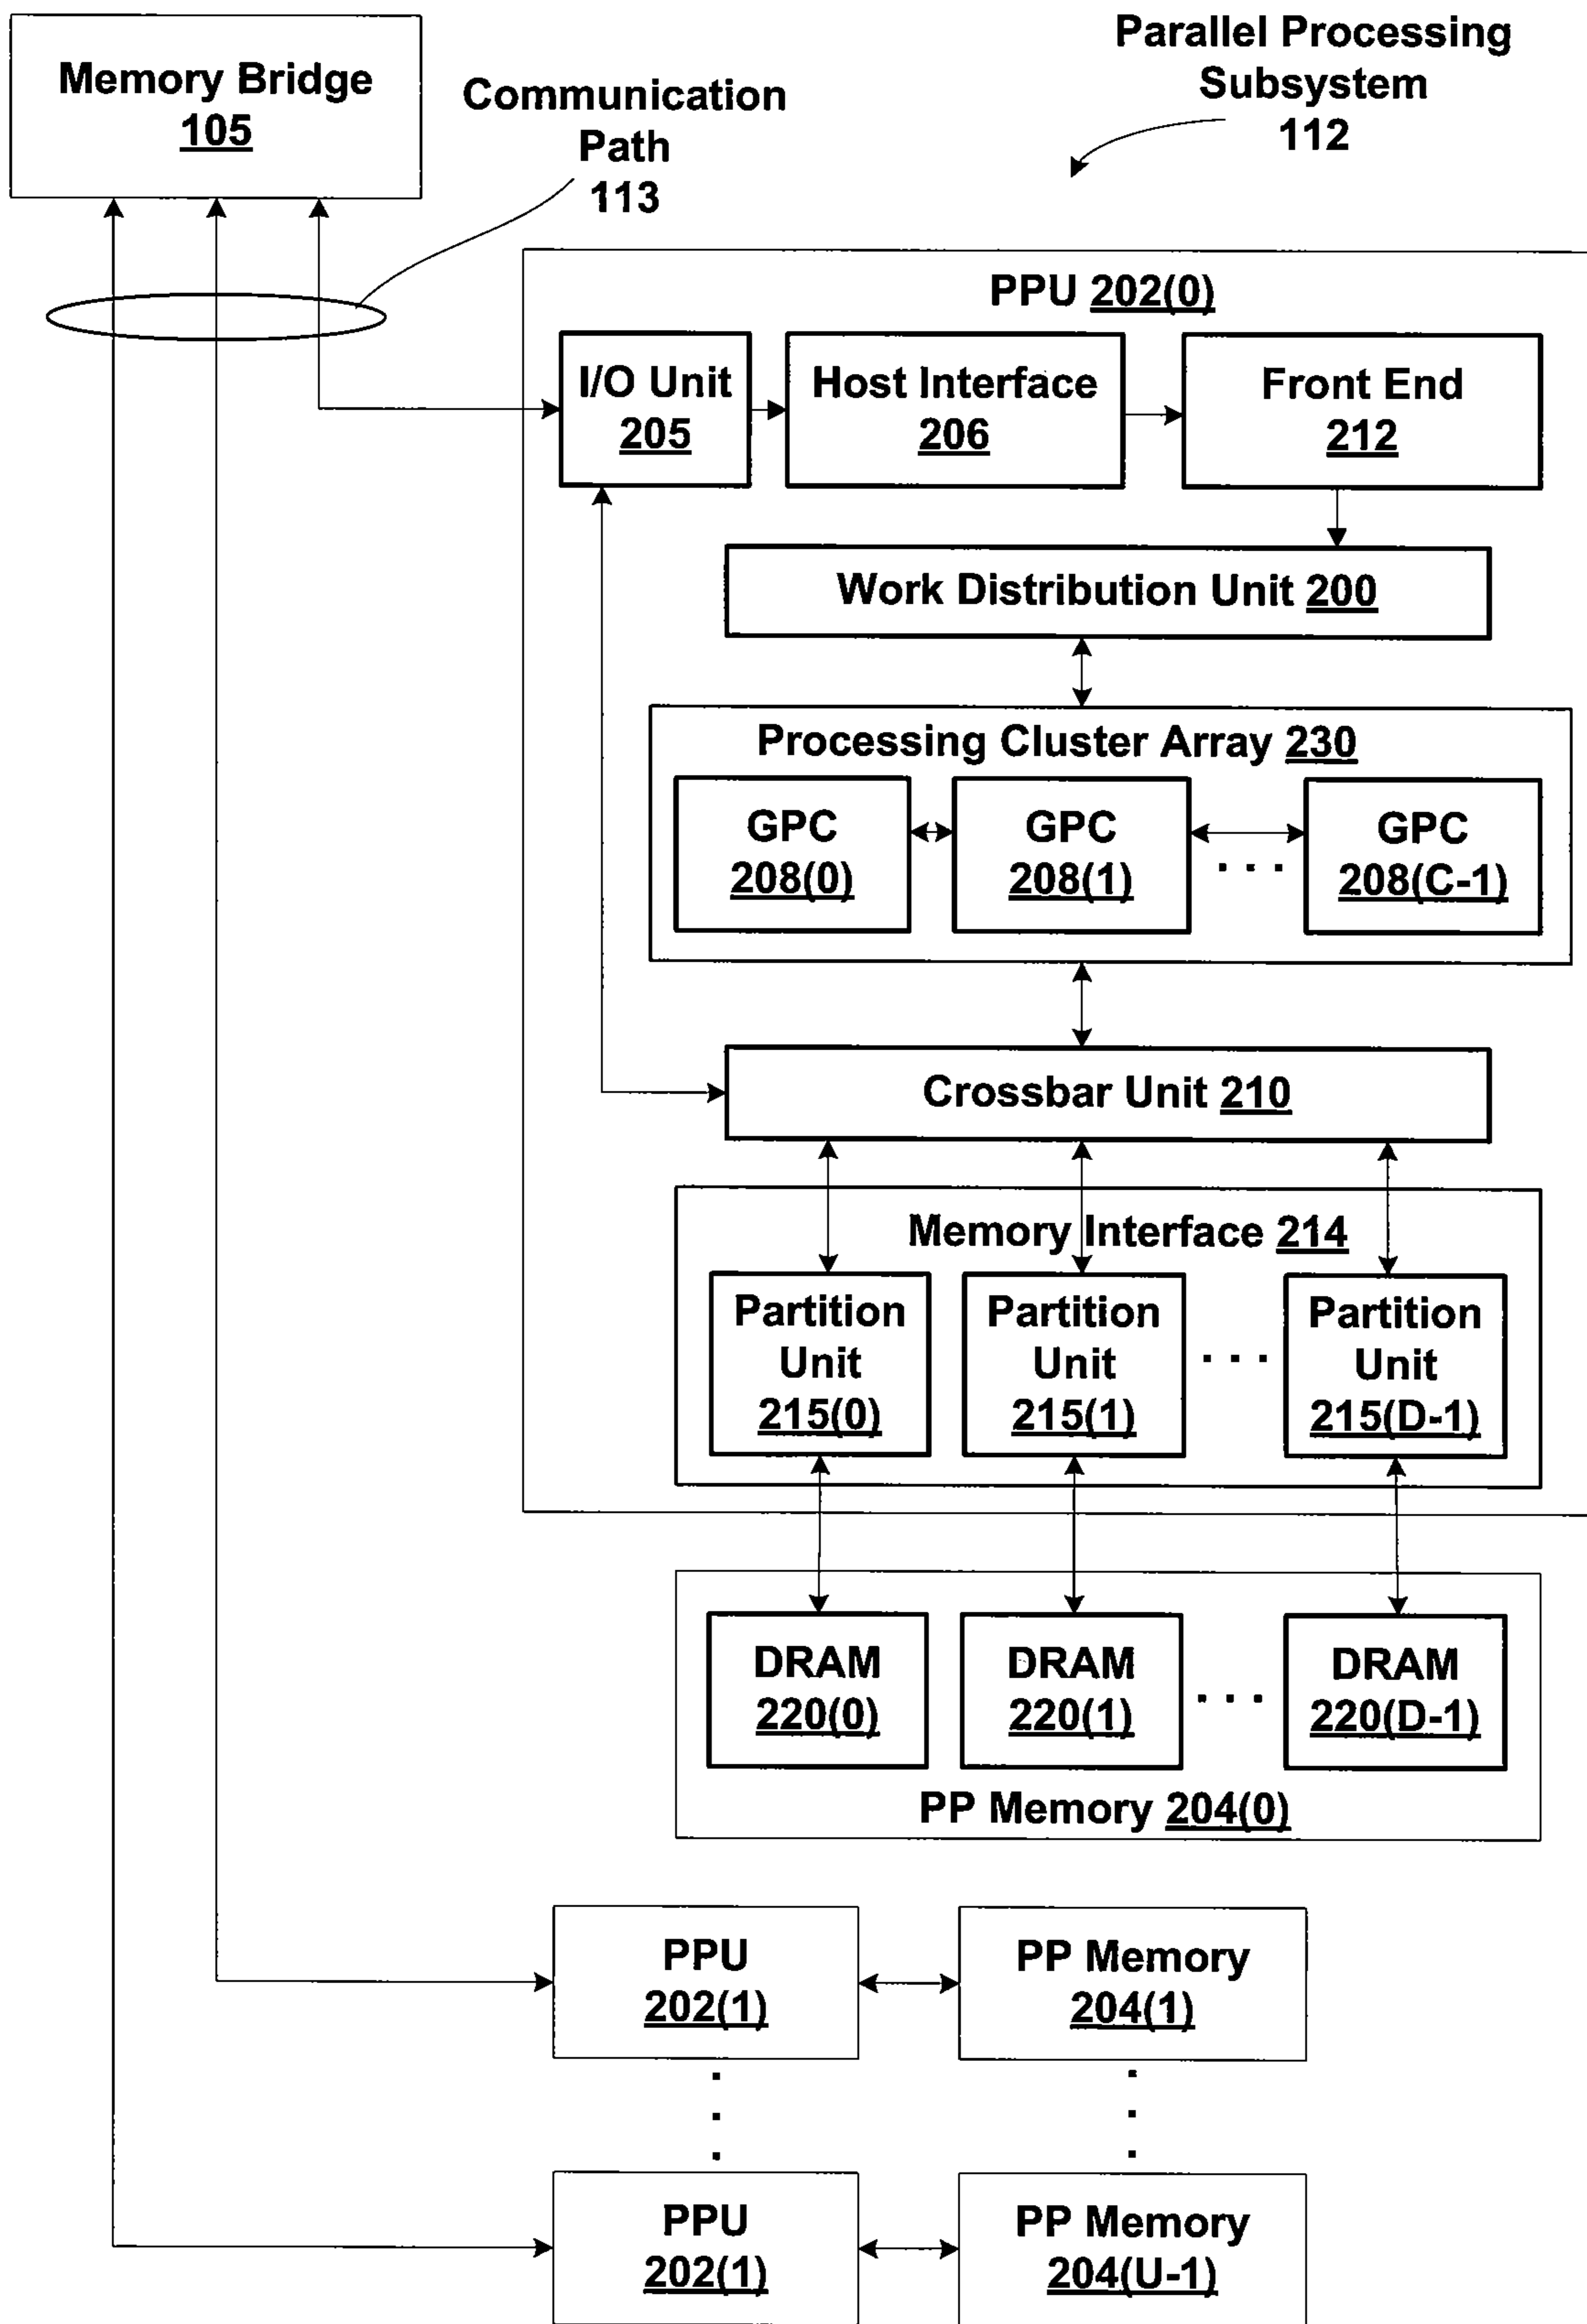 Parallel Processing
Subsystem
112
Memory Bridge
105
Communication
Path
113
PPU 202(0)
I/O Unit
205
Host Interface
206
Front End
212
Work Distribution Unit 200
Processing Cluster Array 230
GPC
208(0)
GPC
208(1)
. . .
GPC
208(C-1)
Crossbar Unit 210
Memory Interface 214
Partition
Unit
215(0)
Partition
Unit
215(1)
. . .
Partition
Unit
215(D-1)
DRAM
220(0)
DRAM
220(1)
. . .
DRAM
220(D-1)
PP Memory 204(0)
PPU
202(1)
PP Memory
204(1)
PPU
202(1)
PP Memory
204(U-1)